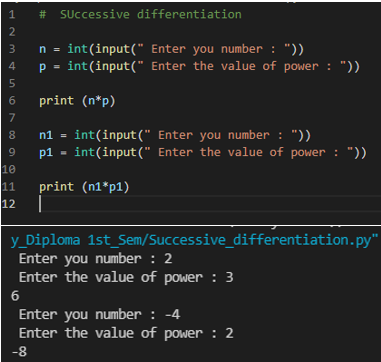 1 # SUccessive differentiation
2
3 n = int(input(" Enter you number : "))
4 p = int(input(" Enter the value of power : "))
5
6 print (n*p)
7
8 n1 = int(input(" Enter you number : "))
9 p1 = int(input(" Enter the value of power : "))
10
11 print (n1*p1)
12
y_Diploma 1st_Sem/Successive_differentiation.py"
Enter you number : 2
Enter the value of power : 3
6
Enter you number : -4
Enter the value of power : 2
-8